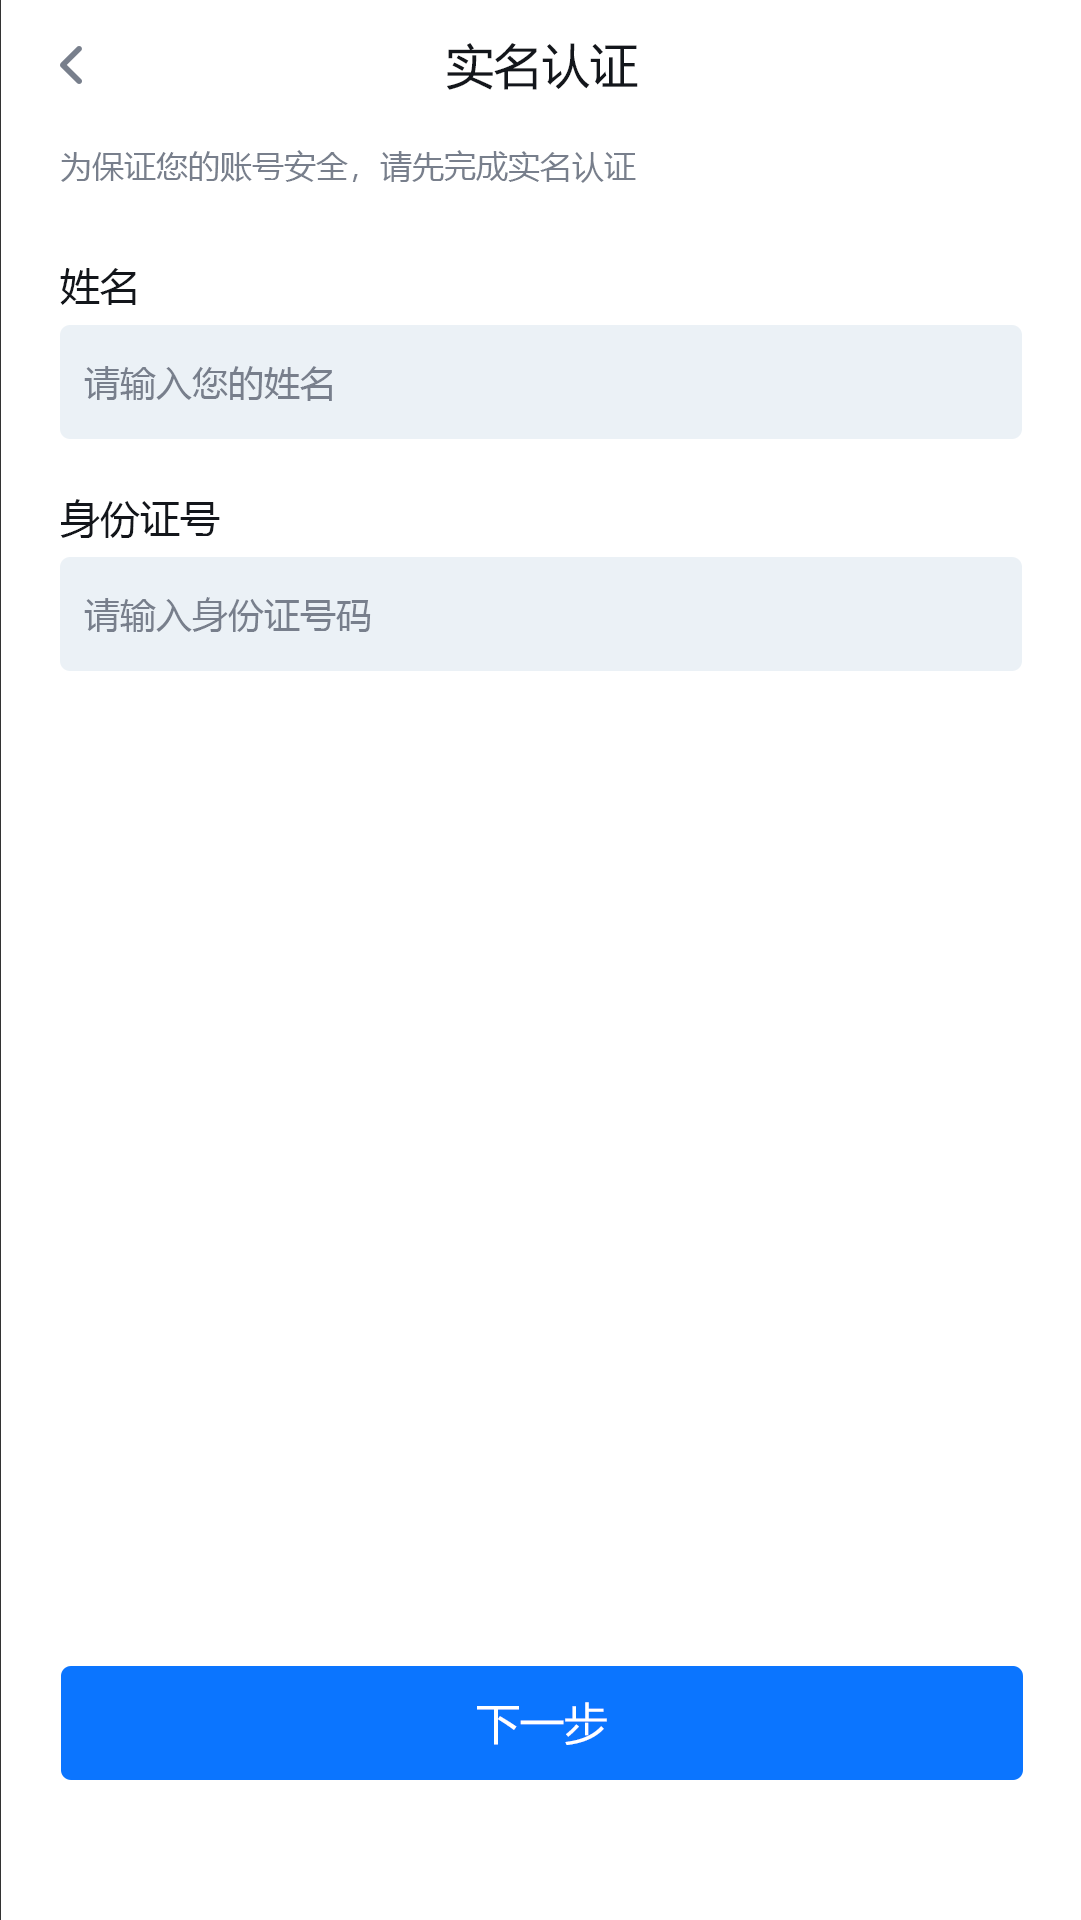 实名认证
为保证您的账号安全，请先完成实名认证
姓名
请输入您的姓名
身份证号
请输入身份证号码
下一步